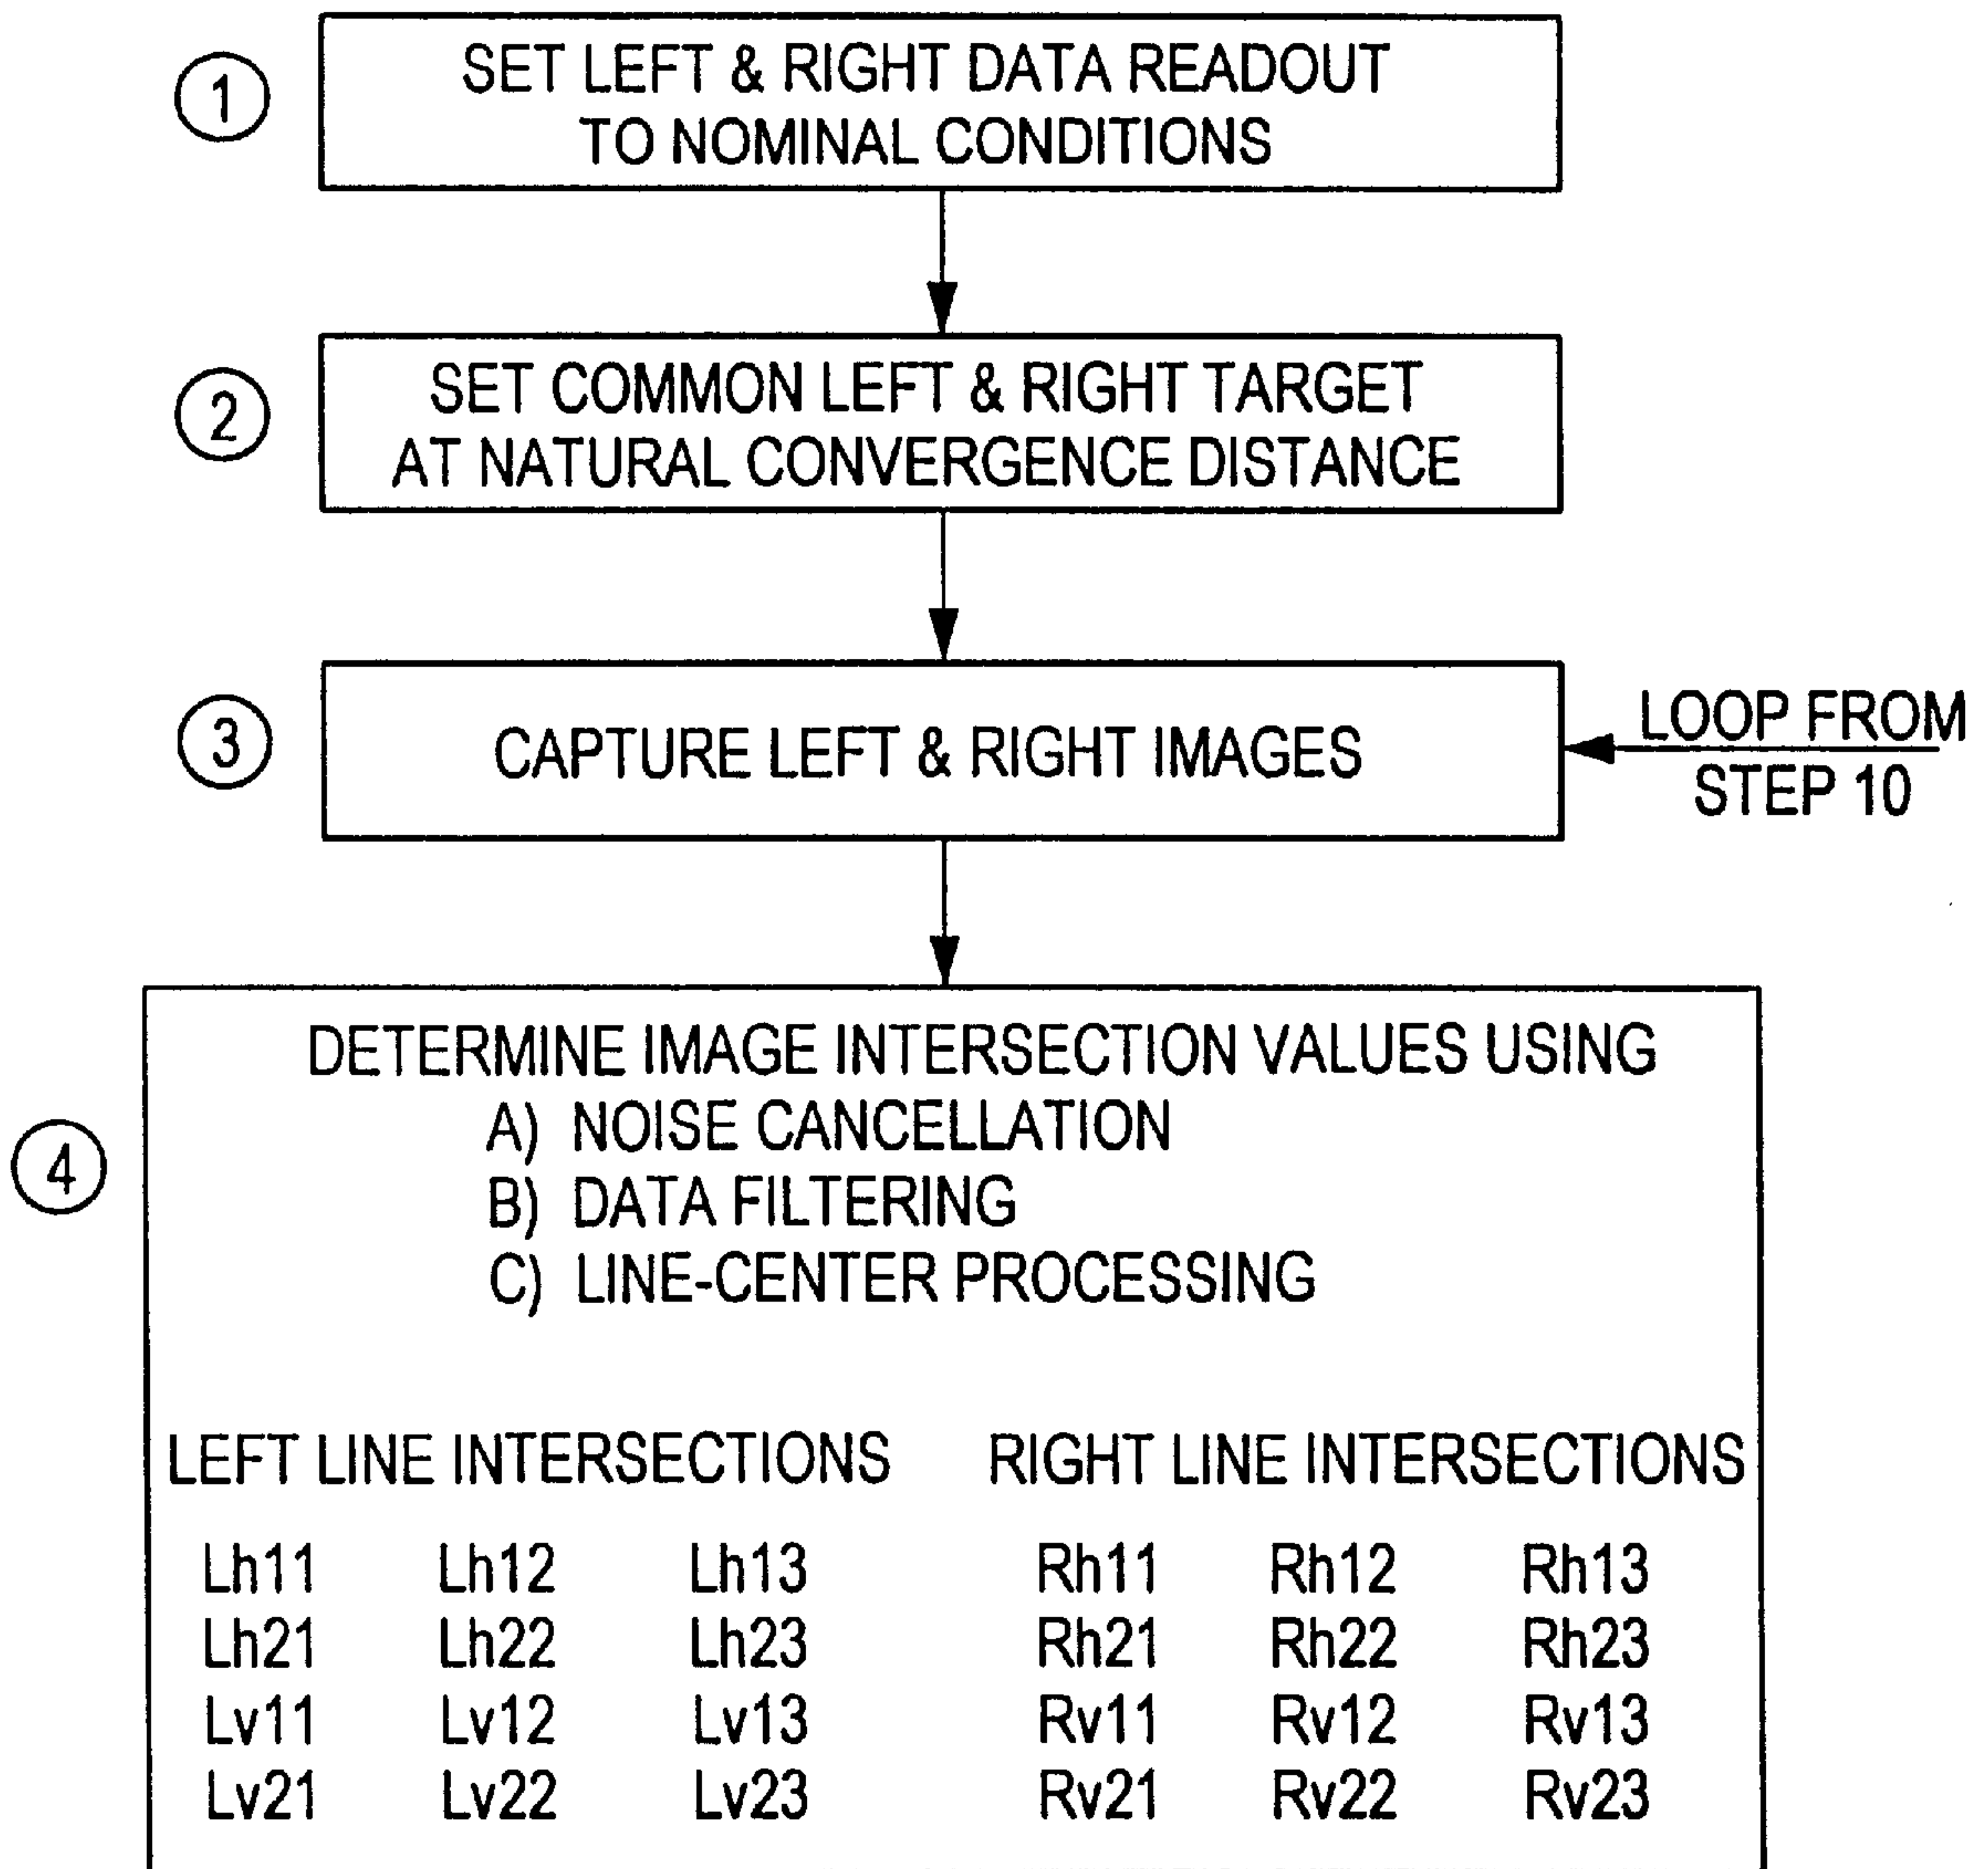 1
SET LEFT & RIGHT DATA READOUT
TO NOMINAL CONDITIONS
2
SET COMMON LEFT & RIGHT TARGET
AT NATURAL CONVERGENCE DISTANCE
3
CAPTURE LEFT & RIGHT IMAGES
LOOP FROM
STEP 10
4
DETERMINE IMAGE INTERSECTION VALUES USING
A) NOISE CANCELLATION
B) DATA FILTERING
C) LINE-CENTER PROCESSING
LEFT LINE INTERSECTIONS RIGHT LINE INTERSECTIONS
Lh11 Lh12 Lh13 Rh11 Rh12 Rh13
Lh21 Lh22 Lh23 Rh21 Rh22 Rh23
Lv11 Lv12 Lv13 Rv11 Rv12 Rv13
Lv21 Lv22 Lv23 Rv21 Rv22 Rv23